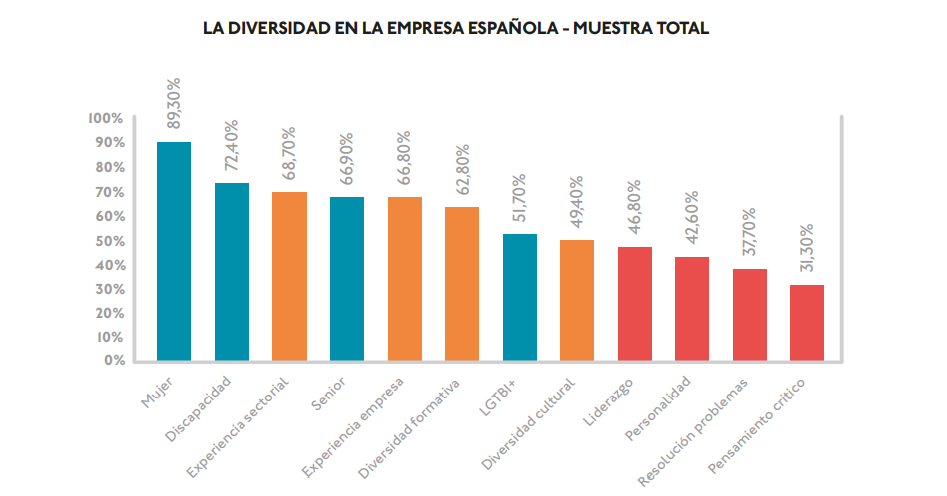 LA DIVERSIDAD EN LA EMPRESA ESPAÑOLA - MUESTRA TOTAL
100%
90%
80%
70%
60%
50%
40%
30%
20%
10%
0%
89,30%
72,40%
68,70%
66,90%
66,80%
62,80%
51,70%
49,40%
46,80%
42,60%
37,70%
31,30%
Mujer
Discapacidad
Experiencia sectorial
Senior
Experiencia empresa
Diversidad formativa
LGTBI+
Diversidad cultural
Liderazgo
Personalidad
Resolución problemas
Pensamiento crítico